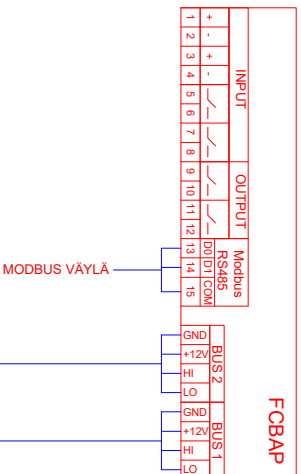 FCBAP
INPUT
OUTPUT
Modbus
RS485
+
-
+
-
D0 D1 COM
1
2
3
4
5
6
7
8
9
10
11
12
13
14
15
MODBUS VÄYLÄ
BUS 2
GND
+12V
HI
LO
BUS 1
GND
+12V
HI
LO